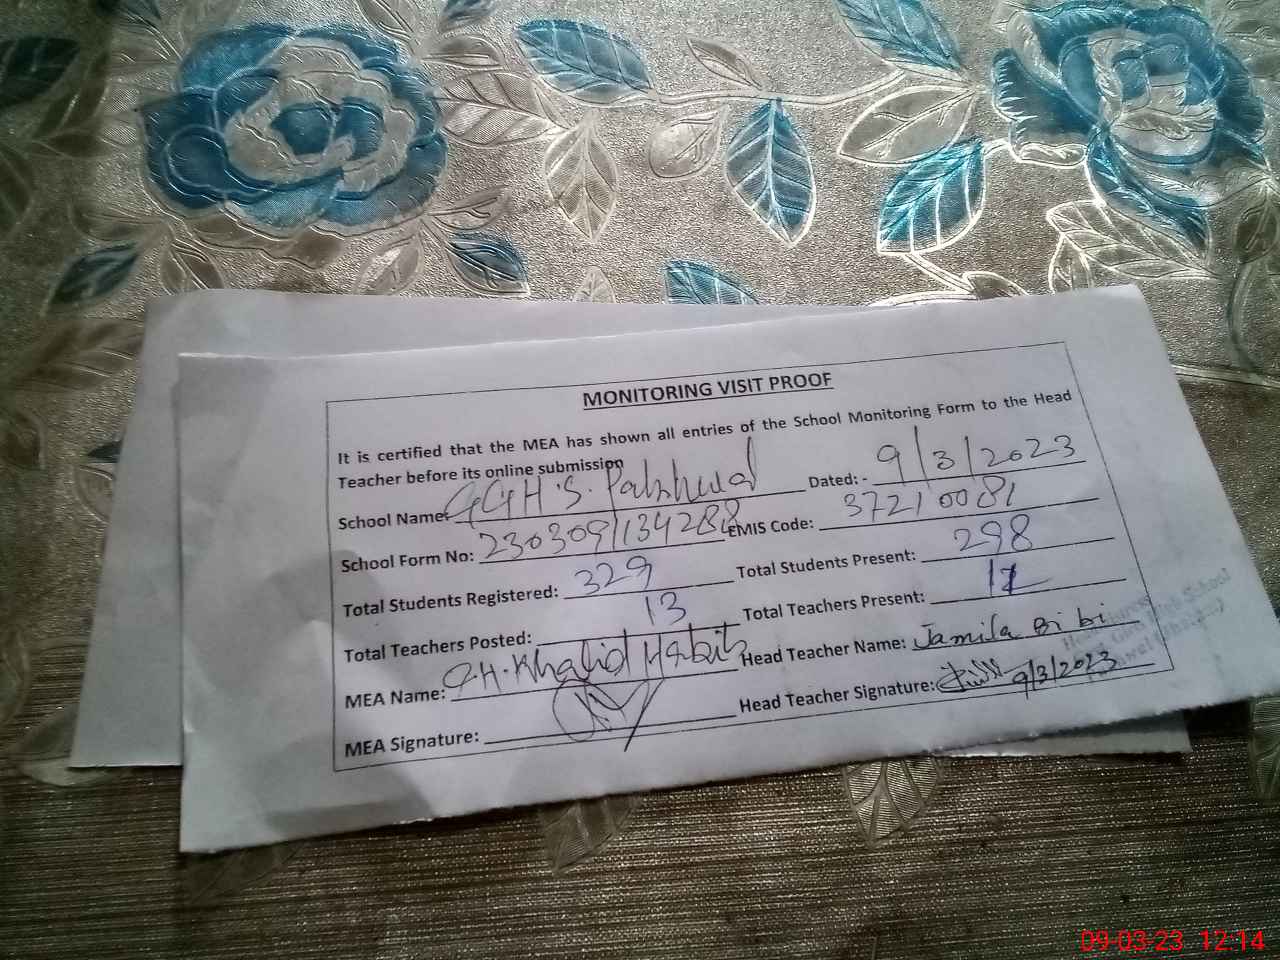 MONITORING VISIT PROOF
It is certified that the MEA has shown all entries of the School Monitoring Form to the Head
Teacher before its online submission
School Name: GGH.S. Dated: - 9/3/2023
School Form No: 230309/134288 EMIS Code: 37210081
Total Students Registered: 329 Total Students Present: 298
Total Teachers Posted: 13 Total Teachers Present:
MEA Name: Khalid Habib Head Teacher Name: Jamila Bi bi
MEA Signature: Head Teacher Signature: 9/3/2023
School
09-03-23 12:14